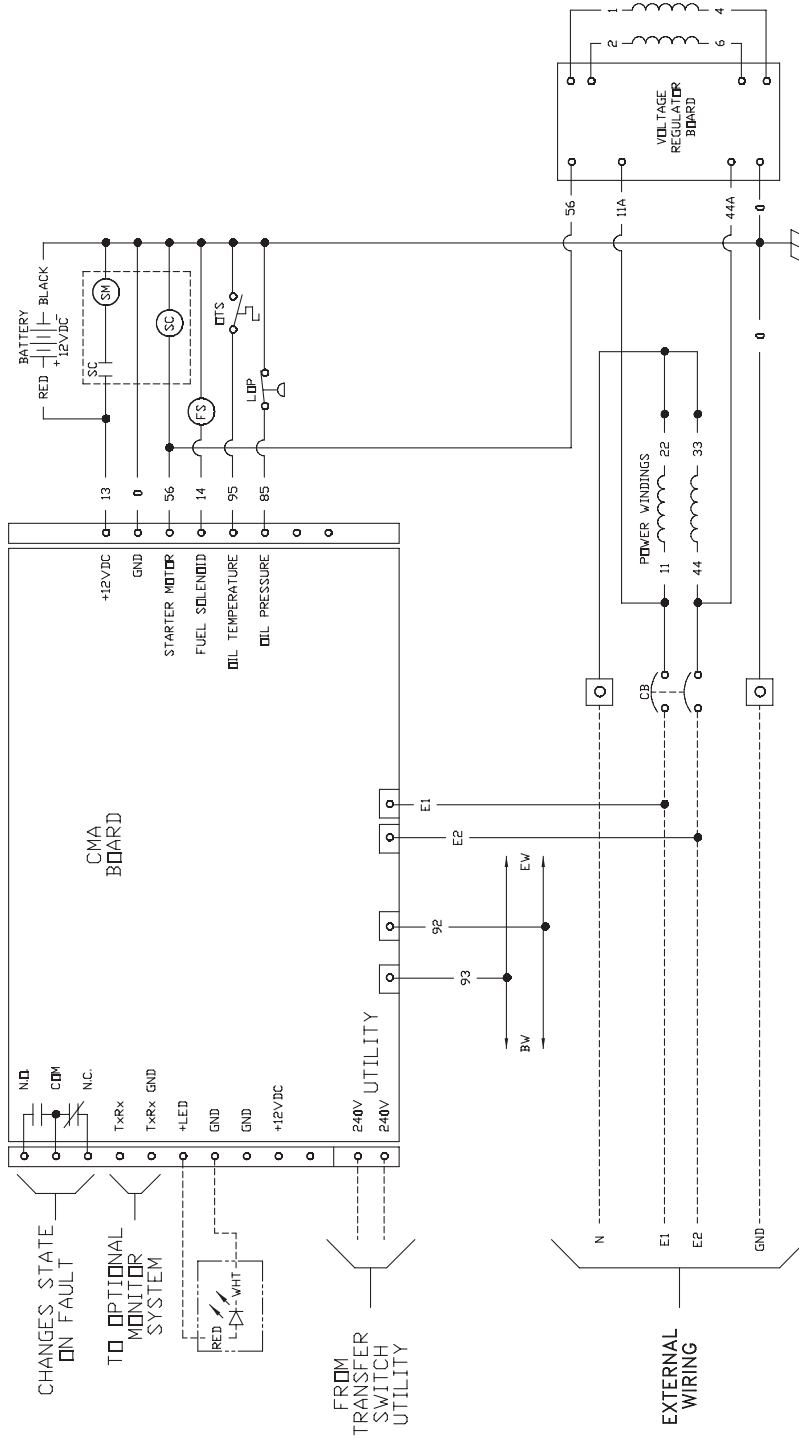 CHANGES STATE
ON FAULT
TO OPTIONAL
MONITOR
SYSTEM
RED
WHT
FROM
TRANSFER
SWITCH
UTILITY
EXTERNAL
WIRING
N.O.
COM
N.C.
TxRx
TxRx GND
+LED
GND
GND
+12VDC
240V
240V
UTILITY
CMA
BOARD
+12VDC
GND
STARTER MOTOR
FUEL SOLENOID
OIL TEMPERATURE
OIL PRESSURE
13
0
56
14
95
85
BATTERY
RED
BLACK
+
-
12VDC
SC
SM
SC
FS
OTS
LOP
93
92
E2
E1
BW
EW
N
E1
E2
GND
CB
POWER WINDINGS
11
22
44
33
0
56
11A
44A
0
VOLTAGE
REGULATOR
BOARD
1
4
2
6